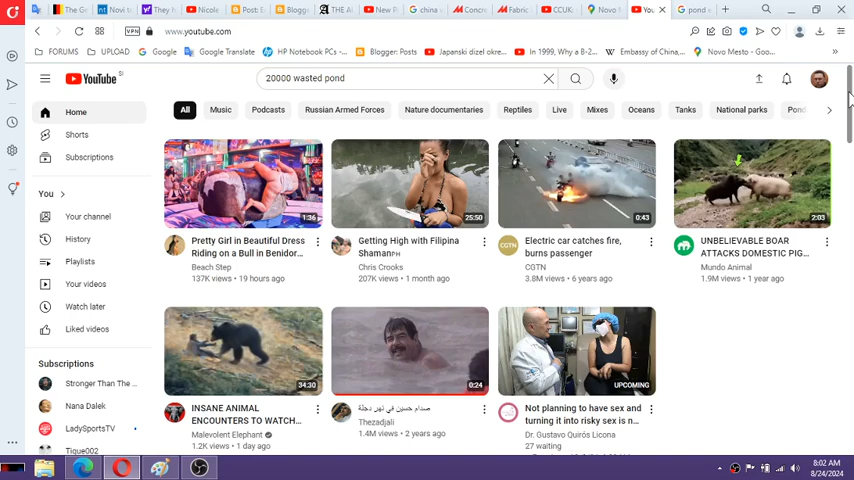 The G
Novi t
They h
Nicole
Post: E
Blogge
THE Al
New P
china v
Concre
Fabric
CCUK:
Novo M
You
pond e
VPN
www.youtube.com
FORUMS
UPLOAD
Google
Google Translate
HP Notebook PCs -...
Blogger: Posts
Japanski dizel okre...
In 1999, Why a B-2...
Embassy of China,...
Novo Mesto - Goo...
YouTube SI
20000 wasted pond
Home
Shorts
Subscriptions
You
Your channel
History
Playlists
Your videos
Watch later
Liked videos
Subscriptions
Stronger Than The ...
Nana Dalek
LadySportsTV
Tique002
All
Music
Podcasts
Russian Armed Forces
Nature documentaries
Reptiles
Live
Mixes
Oceans
Tanks
National parks
Pond
1:36
Pretty Girl in Beautiful Dress
Riding on a Bull in Benidor...
Beach Step
137K views • 19 hours ago
25:50
Getting High with Filipina
Shaman PH
Chris Crooks
207K views • 1 month ago
0:43
CGTN
Electric car catches fire,
burns passenger
CGTN
3.8M views • 6 years ago
2:03
UNBELIEVABLE BOAR
ATTACKS DOMESTIC PIG...
Mundo Animal
1.9M views • 1 year ago
34:30
INSANE ANIMAL
ENCOUNTERS TO WATCH...
Malevolent Elephant
1.2K views • 1 day ago
0:24
صدام حسين في نهر دجلة
Thezadjali
1.4M views • 2 years ago
UPCOMING
Not planning to have sex and
turning it into risky sex is n...
Dr. Gustavo Quirós Licona
27 waiting
8:02 AM
8/24/2024